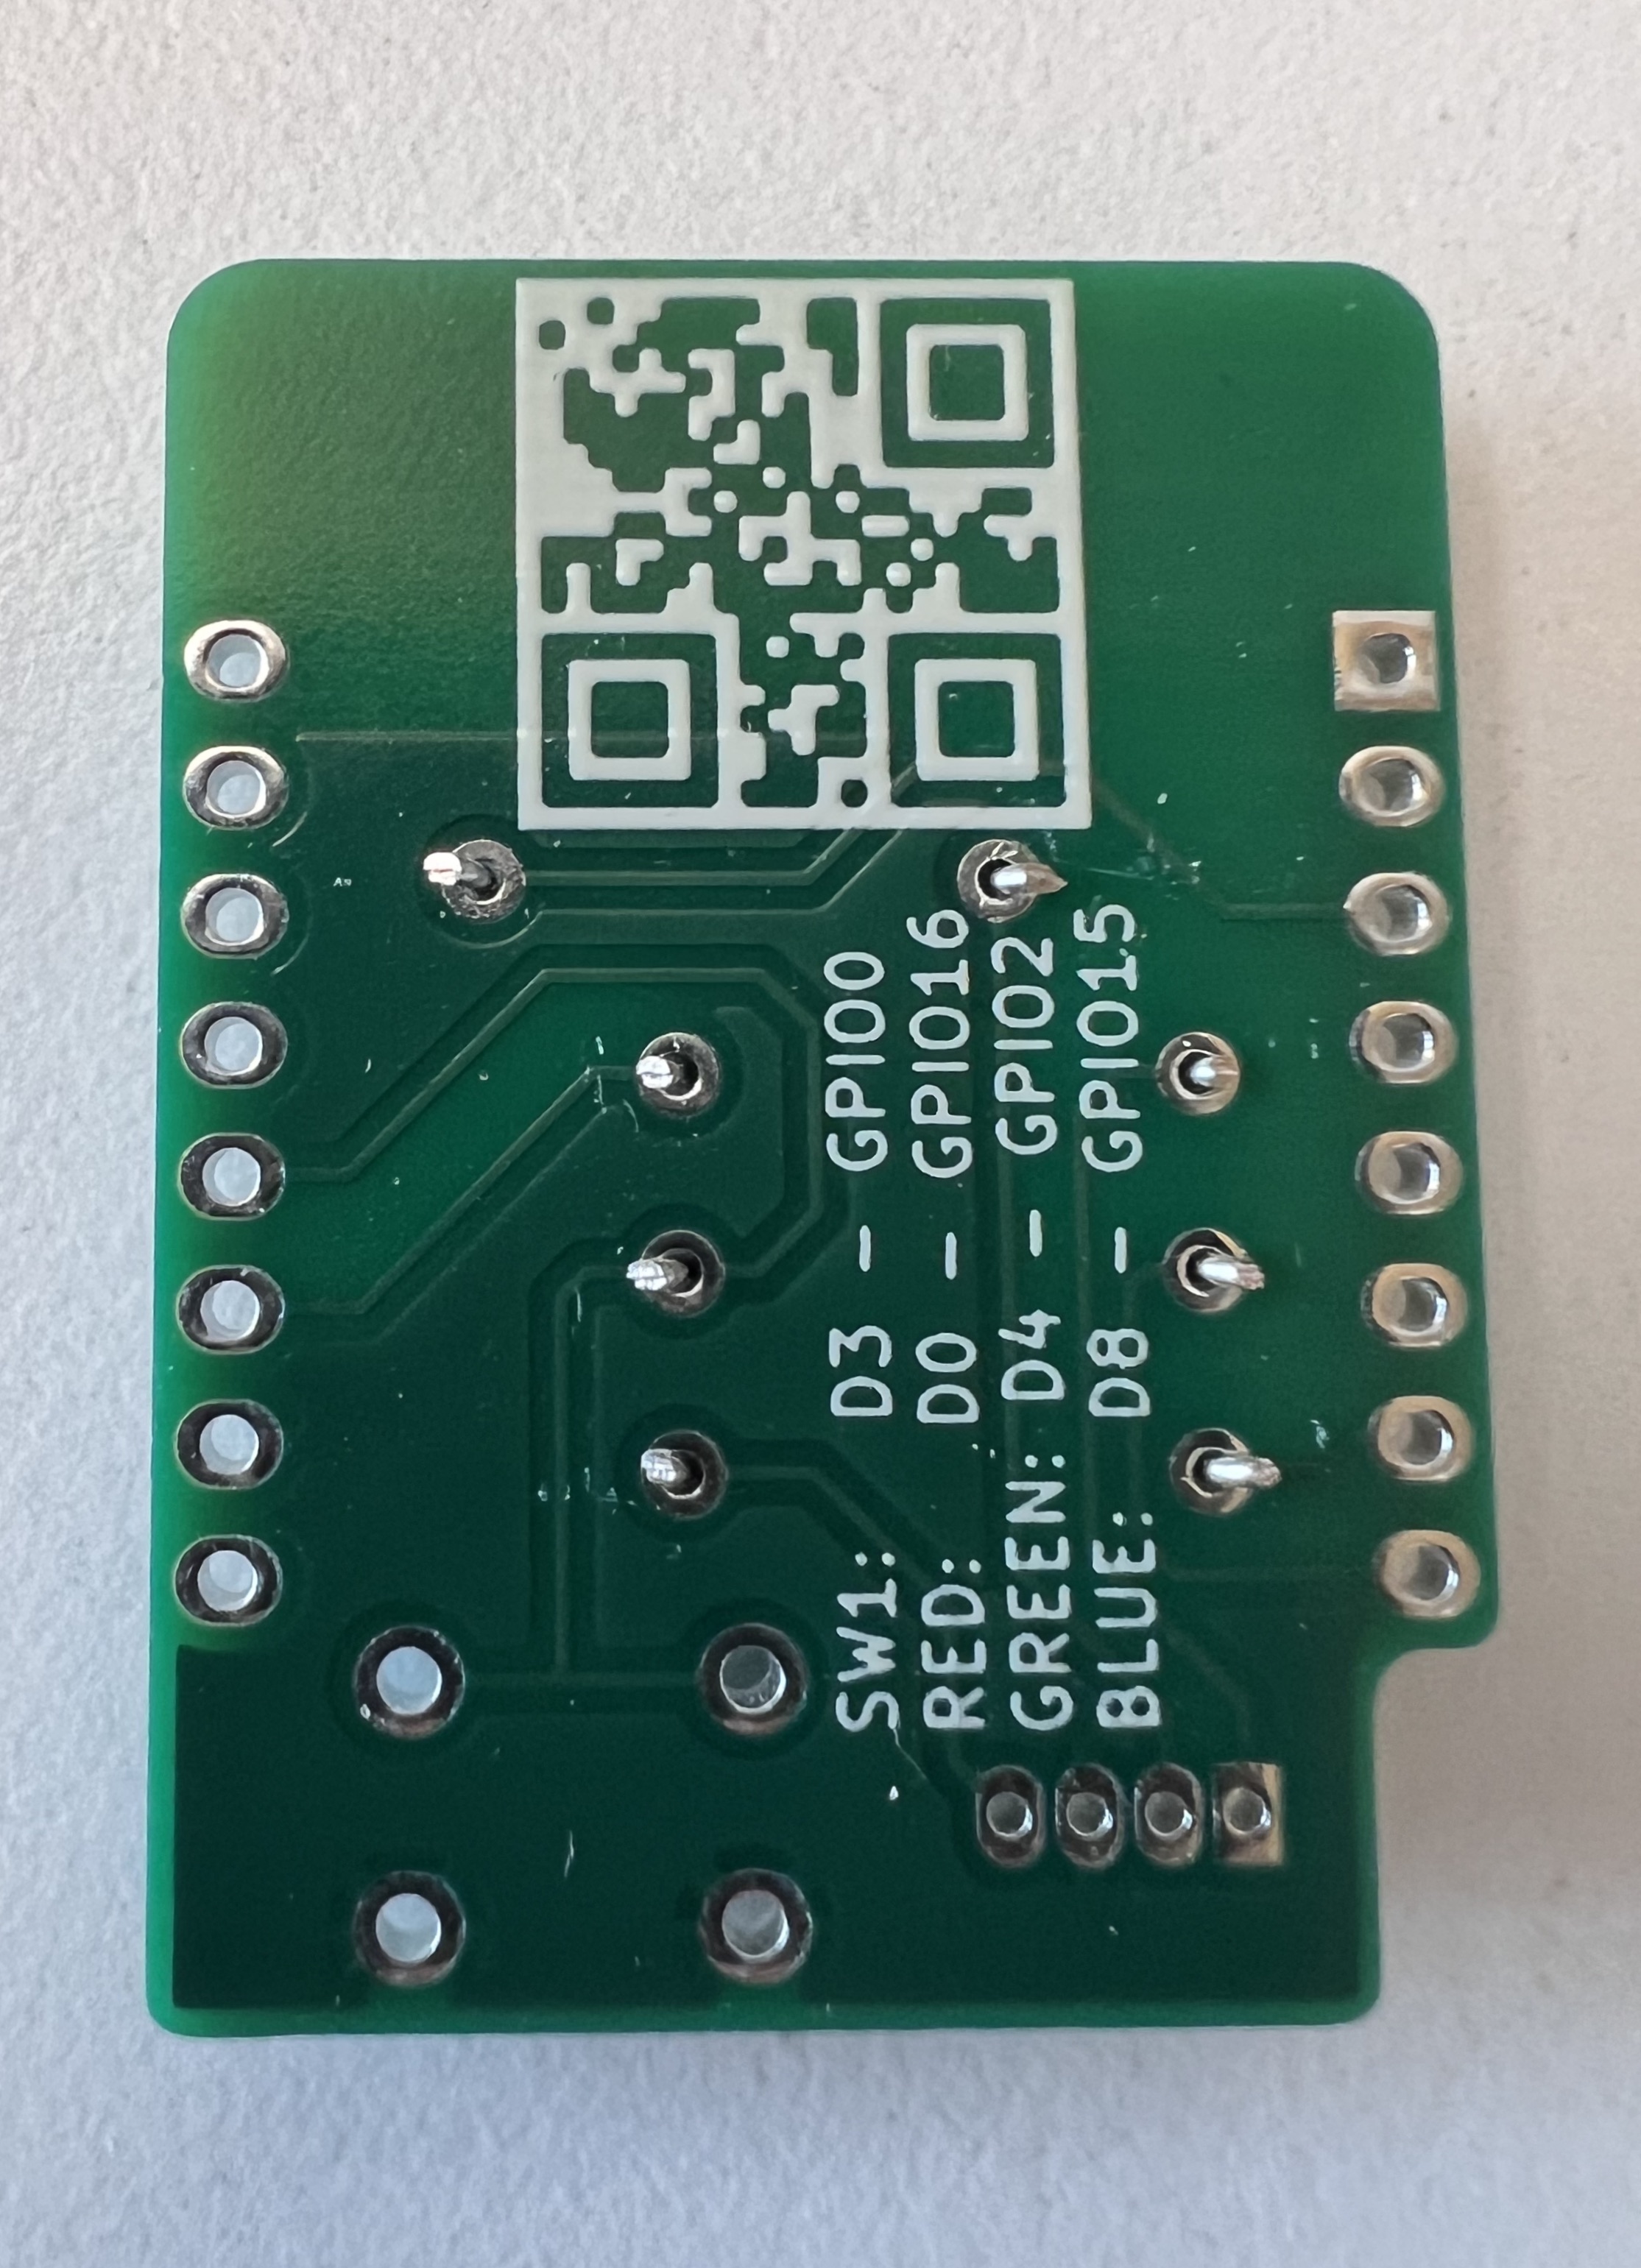 SW1: D3 - GPIO0
RED: D0 - GPIO16
GREEN: D4 - GPIO2
BLUE: D8 - GPIO15